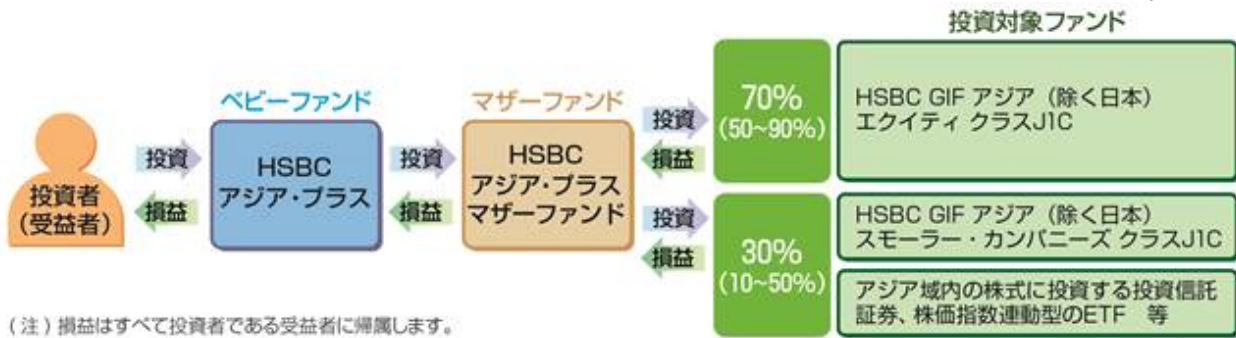 投資対象ファンド
ベビーファンド
マザーファンド
投資者
(受益者)
投資
損益
HSBC
アジア・プラス
投資
損益
HSBC
アジア・プラス
マザーファンド
投資
損益
70%
(50~90%)
HSBC GIF アジア（除く日本）
エクイティ クラスJ1C
投資
損益
30%
(10~50%)
HSBC GIF アジア（除く日本）
スモーラー・カンパニーズ クラスJ1C
アジア域内の株式に投資する投資信託
証券、株価指数連動型のETF 等
(注) 損益はすべて投資者である受益者に帰属します。